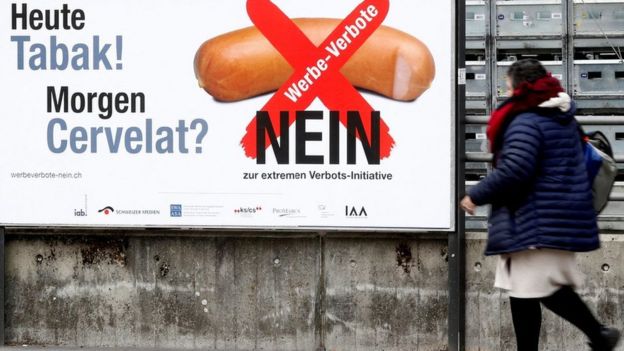 Heute
Tabak!
Morgen
Cervelat?
Werbe-Verbote
NEIN
zur extremen Verbots-Initiative
werbeverbote-nein.ch
iab.
SCHWEIZER MEDIEN
ks/cs
IAA